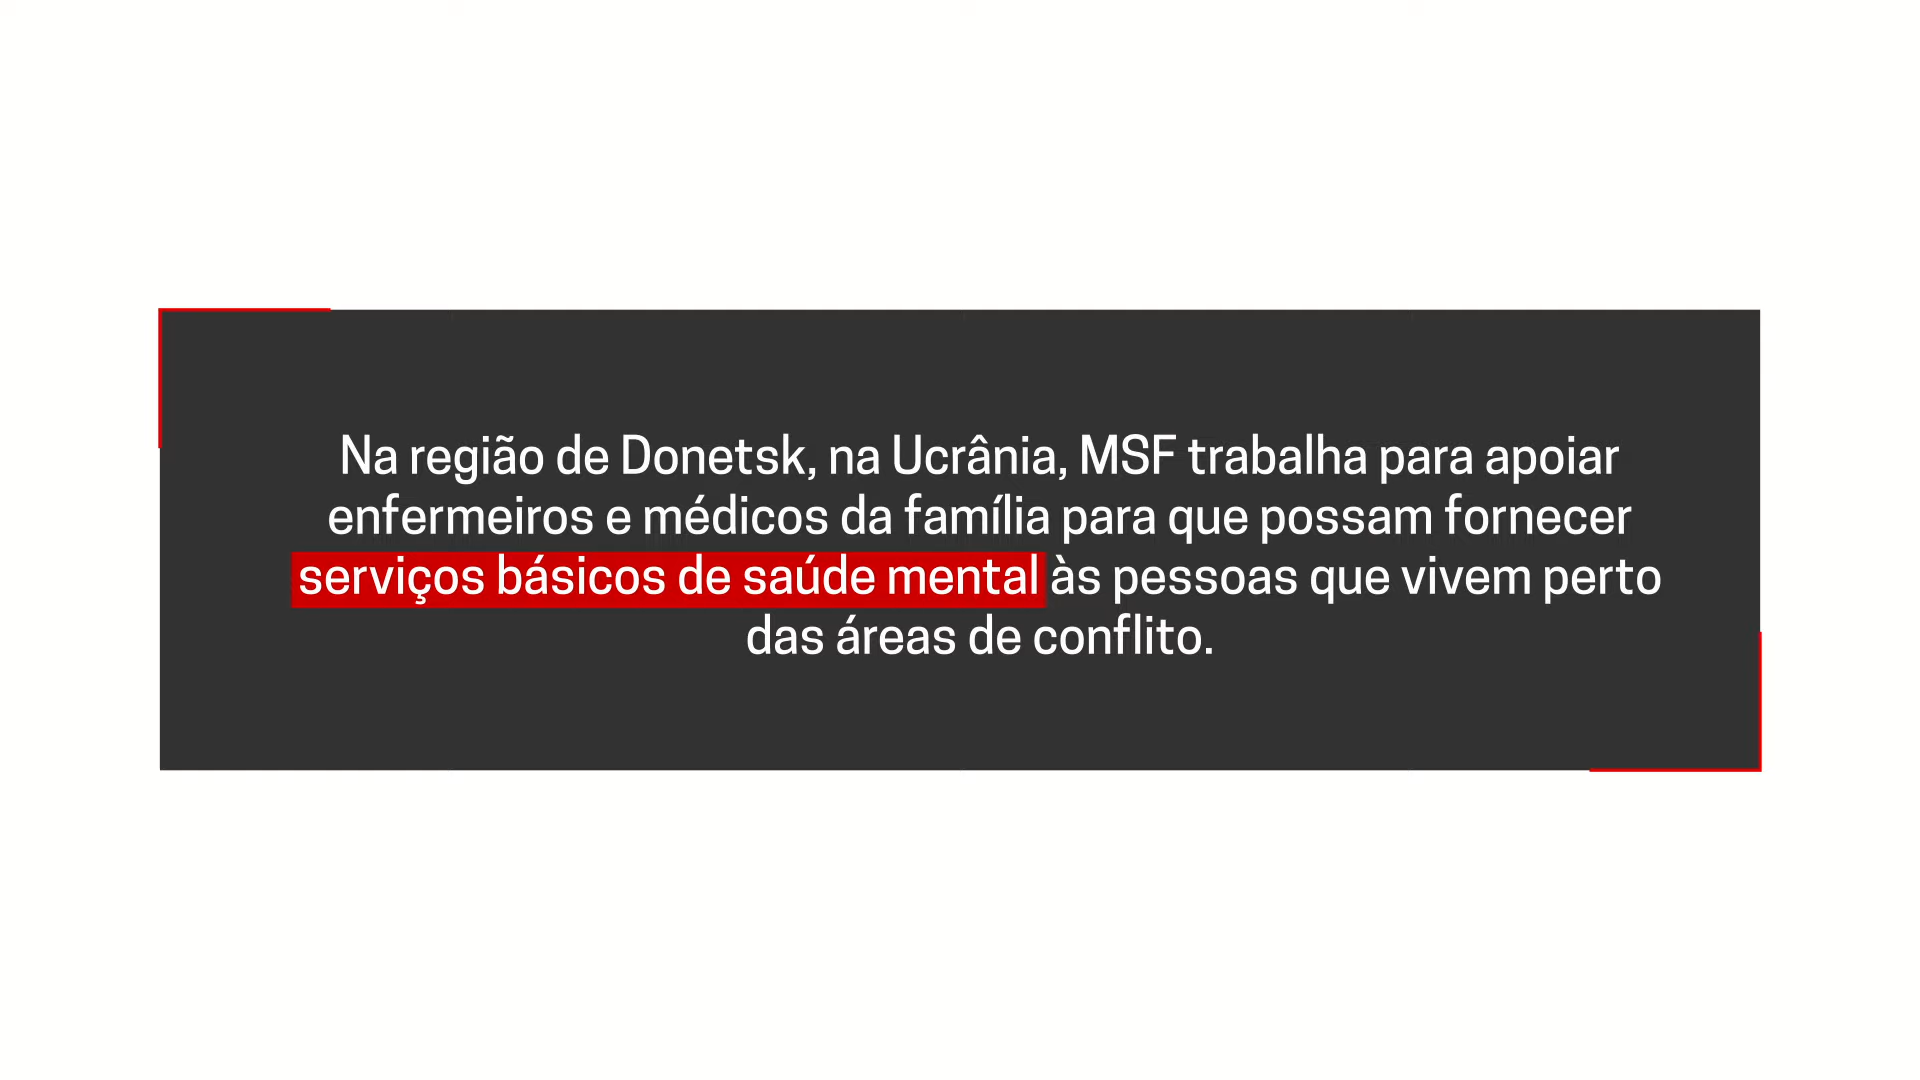 Na região de Donetsk, na Ucrânia, MSF trabalha para apoiar
enfermeiros e médicos da família para que possam fornecer
serviços básicos de saúde mental às pessoas que vivem perto
das áreas de conflito.